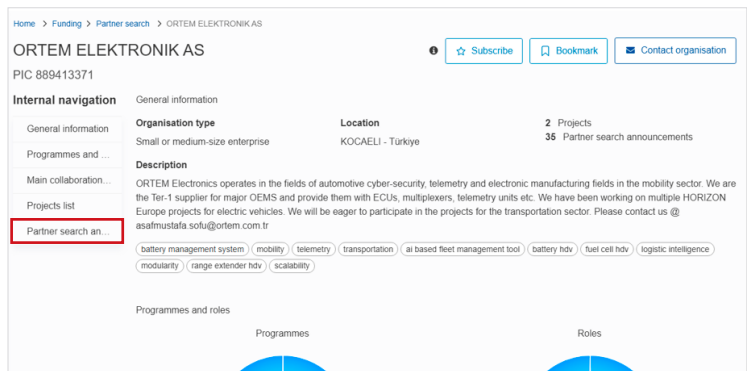 Home > Funding > Partner search > ORTEM ELEKTRONIK AS
ORTEM ELEKTRONIK AS
Subscribe
Bookmark
Contact organisation
PIC 889413371
Internal navigation
General information
Programmes and ...
Main collaboration...
Projects list
Partner search an...
General information
Organisation type
Small or medium-size enterprise
Location
KOCAELI - Türkiye
2 Projects
35 Partner search announcements
Description
ORTEM Electronics operates in the fields of automotive cyber-security, telemetry and electronic manufacturing fields in the mobility sector. We are
the Ter-1 supplier for major OEMS and provide them with ECUs, multiplexers, telemetry units etc. We have been working on multiple HORIZON
Europe projects for electric vehicles. We will be eager to participate in the projects for the transportation sector. Please contact us @
asafmustafa.sofu@ortem.com.tr
battery management system mobility telemetry transportation ai based fleet management tool battery hdv fuel cell hdv logistic intelligence
modularity range extender hdv scalability
Programmes and roles
Programmes
Roles